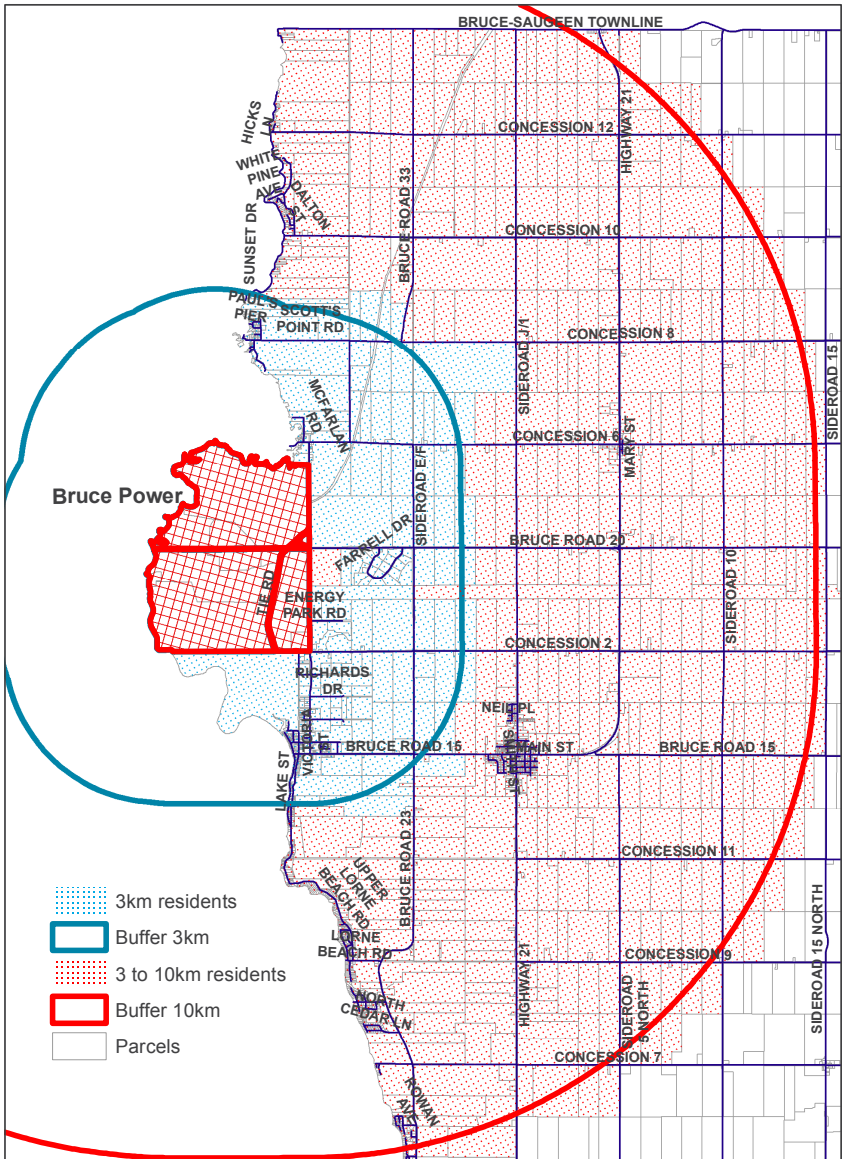 BRUCE-SAUGEEN TOWNLINE
HICKS
LN
CONCESSION 12
HIGHWAY 21
WHITE
PINE
AVE
DALTON
ST
BRUCE ROAD 33
SUNSET DR
CONCESSION 10
PAUL'S
PIER
SCOTT'S
POINT RD
CONCESSION 8
SIDEROAD J/1
SIDEROAD 15
MCFARLAN
RD
CONCESSION 6
MARY ST
SIDEROAD E/F
Bruce Power
FARRELL DR
BRUCE ROAD 20
SIDEROAD 10
TIE RD
ENERGY
PARK RD
CONCESSION 2
RICHARDS
DR
NEIL PL
VICTORIA
ST
BRUCE ROAD 15
MAIN ST
BRUCE ROAD 15
LAKE ST
BRUCE ROAD 23
CONCESSION 11
UPPER
LORNE
BEACH RD
LORNE
BEACH RD
CONCESSION 9
HIGHWAY 21
SIDEROAD
5 NORTH
SIDEROAD 15 NORTH
NORTH
CEDAR LN
CONCESSION 7
ROWAN
AVE
3km residents
Buffer 3km
3 to 10km residents
Buffer 10km
Parcels